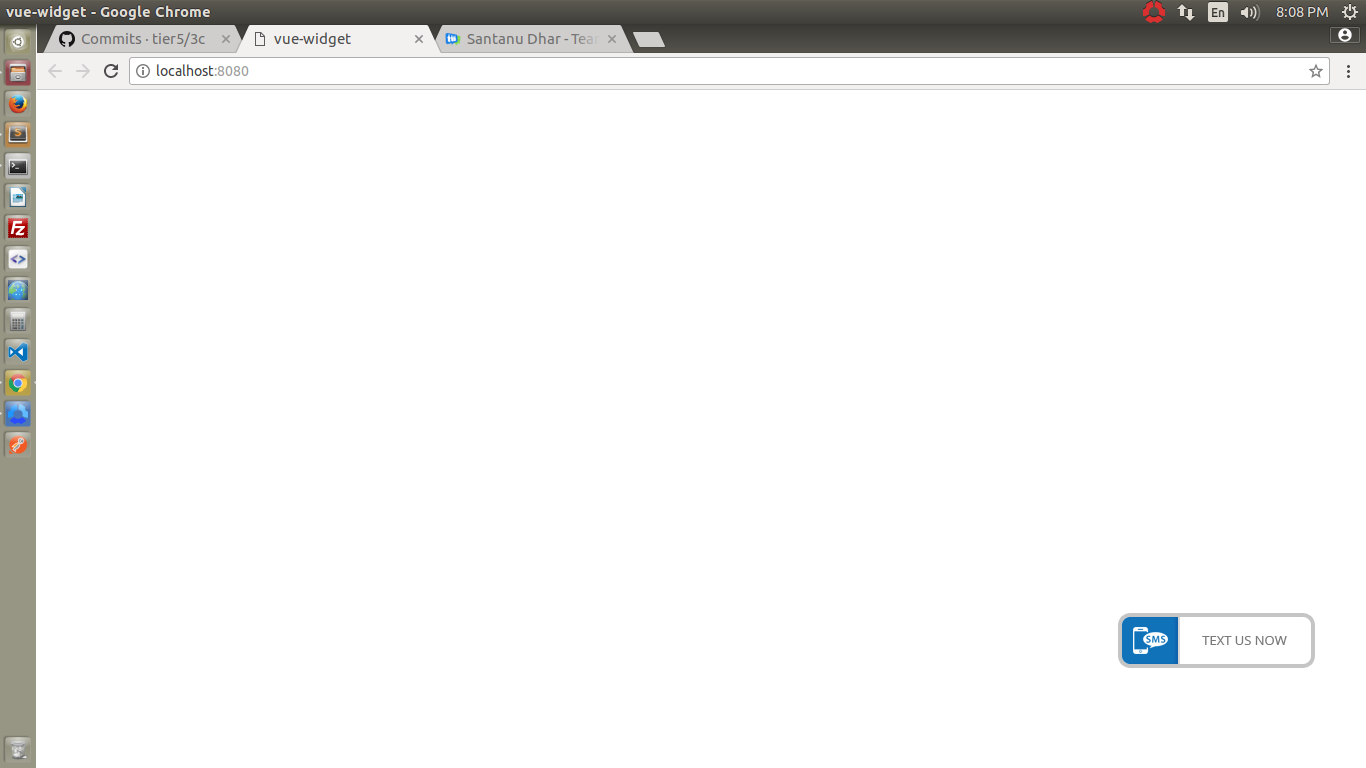 vue-widget - Google Chrome
En
8:08 PM
Commits · tier5/3c
vue-widget
Santanu Dhar - Tea
localhost:8080
S
Fz
SMS
TEXT US NOW